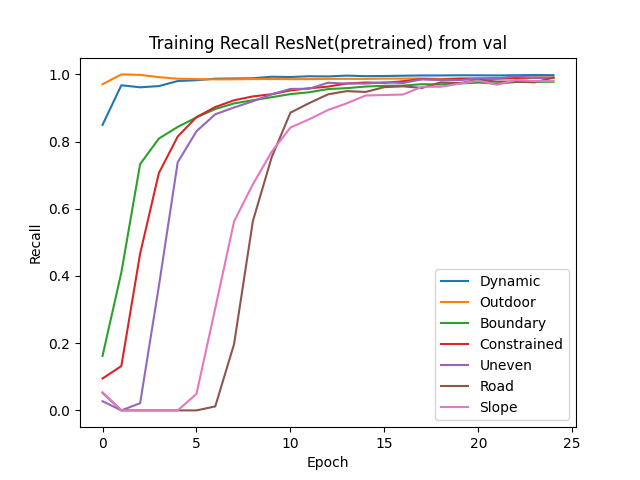 Training Recall ResNet(pretrained) from val
Recall
1.0
0.8
0.6
0.4
0.2
0.0
Dynamic
Outdoor
Boundary
Constrained
Uneven
Road
Slope
0 5 10 15 20 25
Epoch